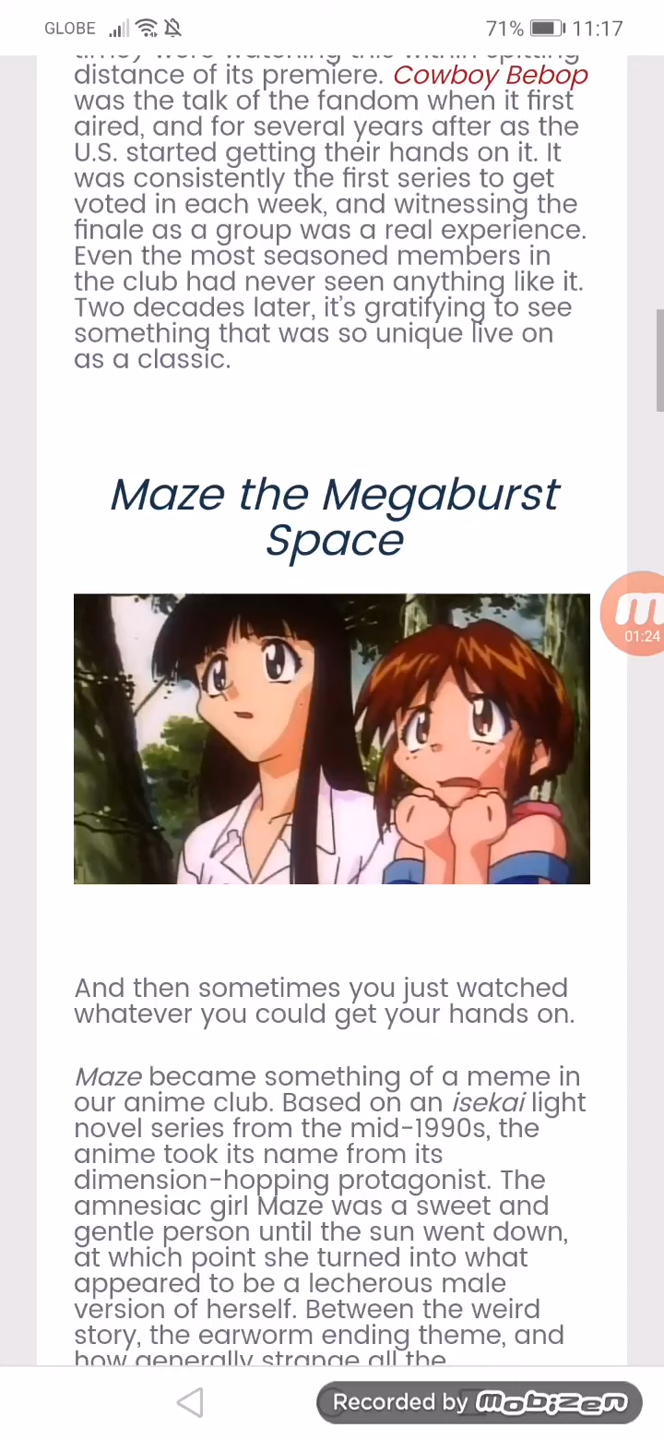 GLOBE 71% 11:17
distance of its premiere. Cowboy Bebop
was the talk of the fandom when it first
aired, and for several years after as the
U.S. started getting their hands on it. It
was consistently the first series to get
voted in each week, and witnessing the
finale as a group was a real experience.
Even the most seasoned members in
the club had never seen anything like it.
Two decades later, it's gratifying to see
something that was so unique live on
as a classic.
Maze the Megaburst
Space
01:24
And then sometimes you just watched
whatever you could get your hands on.
Maze became something of a meme in
our anime club. Based on an isekai light
novel series from the mid-1990s, the
anime took its name from its
dimension-hopping protagonist. The
amnesiac girl Maze was a sweet and
gentle person until the sun went down,
at which point she turned into what
appeared to be a lecherous male
version of herself. Between the weird
story, the earworm ending theme, and
how generally strange all the
Recorded by mobizen